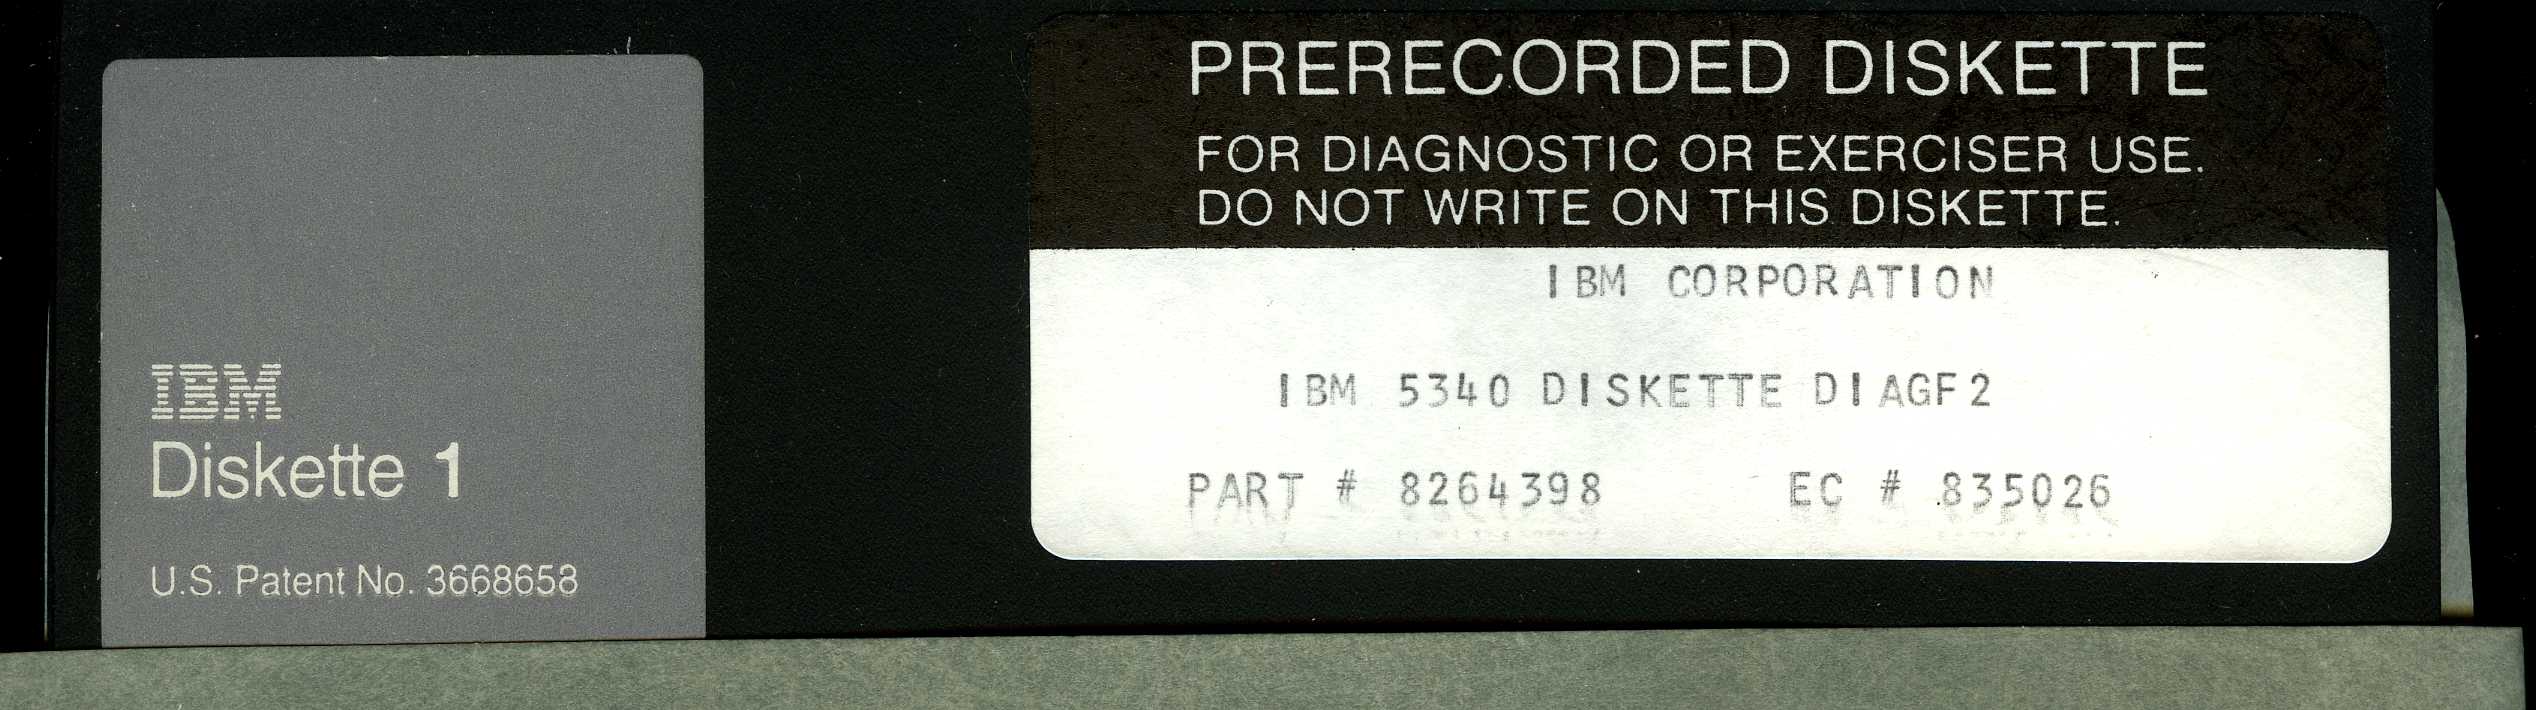 IBM
Diskette 1
U.S. Patent No. 3668658
PRERECORDED DISKETTE
FOR DIAGNOSTIC OR EXERCISER USE.
DO NOT WRITE ON THIS DISKETTE.
IBM CORPORATION
IBM 5340 DISKETTE DIAGF2
PART # 8264398 EC # 835026